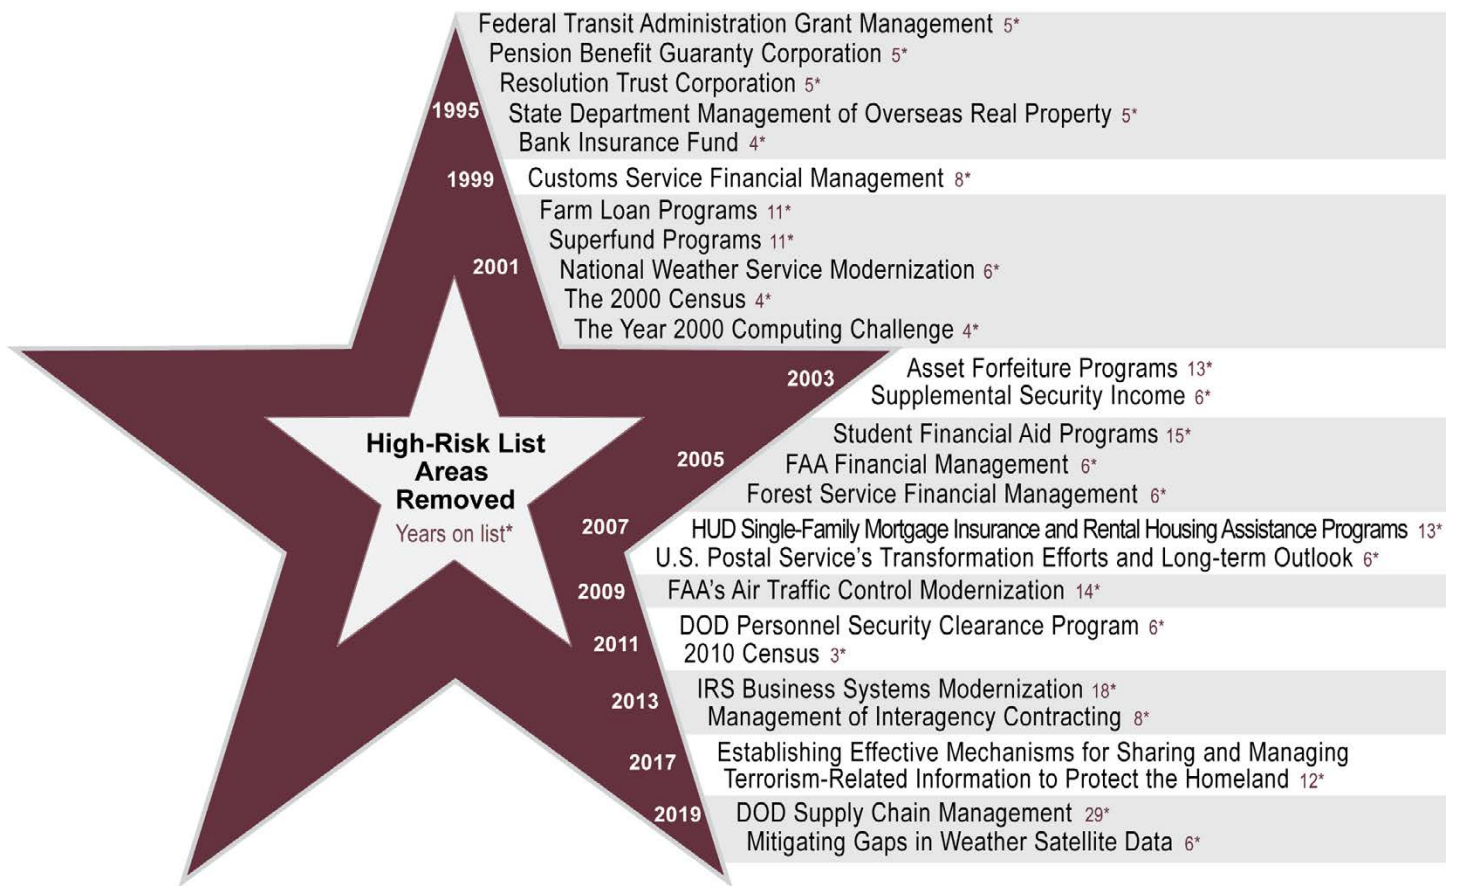 Federal Transit Administration Grant Management 5*
Pension Benefit Guaranty Corporation 5*
Resolution Trust Corporation 5*
1995
State Department Management of Overseas Real Property 5*
Bank Insurance Fund 4*
1999
Customs Service Financial Management 8*
Farm Loan Programs 11*
Superfund Programs 11*
2001
National Weather Service Modernization 6*
The 2000 Census 4*
The Year 2000 Computing Challenge 4*
2003
Asset Forfeiture Programs 13*
Supplemental Security Income 6*
High-Risk List
Areas
Removed
Years on list*
2005
Student Financial Aid Programs 15*
FAA Financial Management 6*
Forest Service Financial Management 6*
2007
HUD Single-Family Mortgage Insurance and Rental Housing Assistance Programs 13*
U.S. Postal Service's Transformation Efforts and Long-term Outlook 6*
2009
FAA's Air Traffic Control Modernization 14*
2011
DOD Personnel Security Clearance Program 6*
2010 Census 3*
2013
IRS Business Systems Modernization 18*
Management of Interagency Contracting 8*
2017
Establishing Effective Mechanisms for Sharing and Managing
Terrorism-Related Information to Protect the Homeland 12*
2019
DOD Supply Chain Management 29*
Mitigating Gaps in Weather Satellite Data 6*